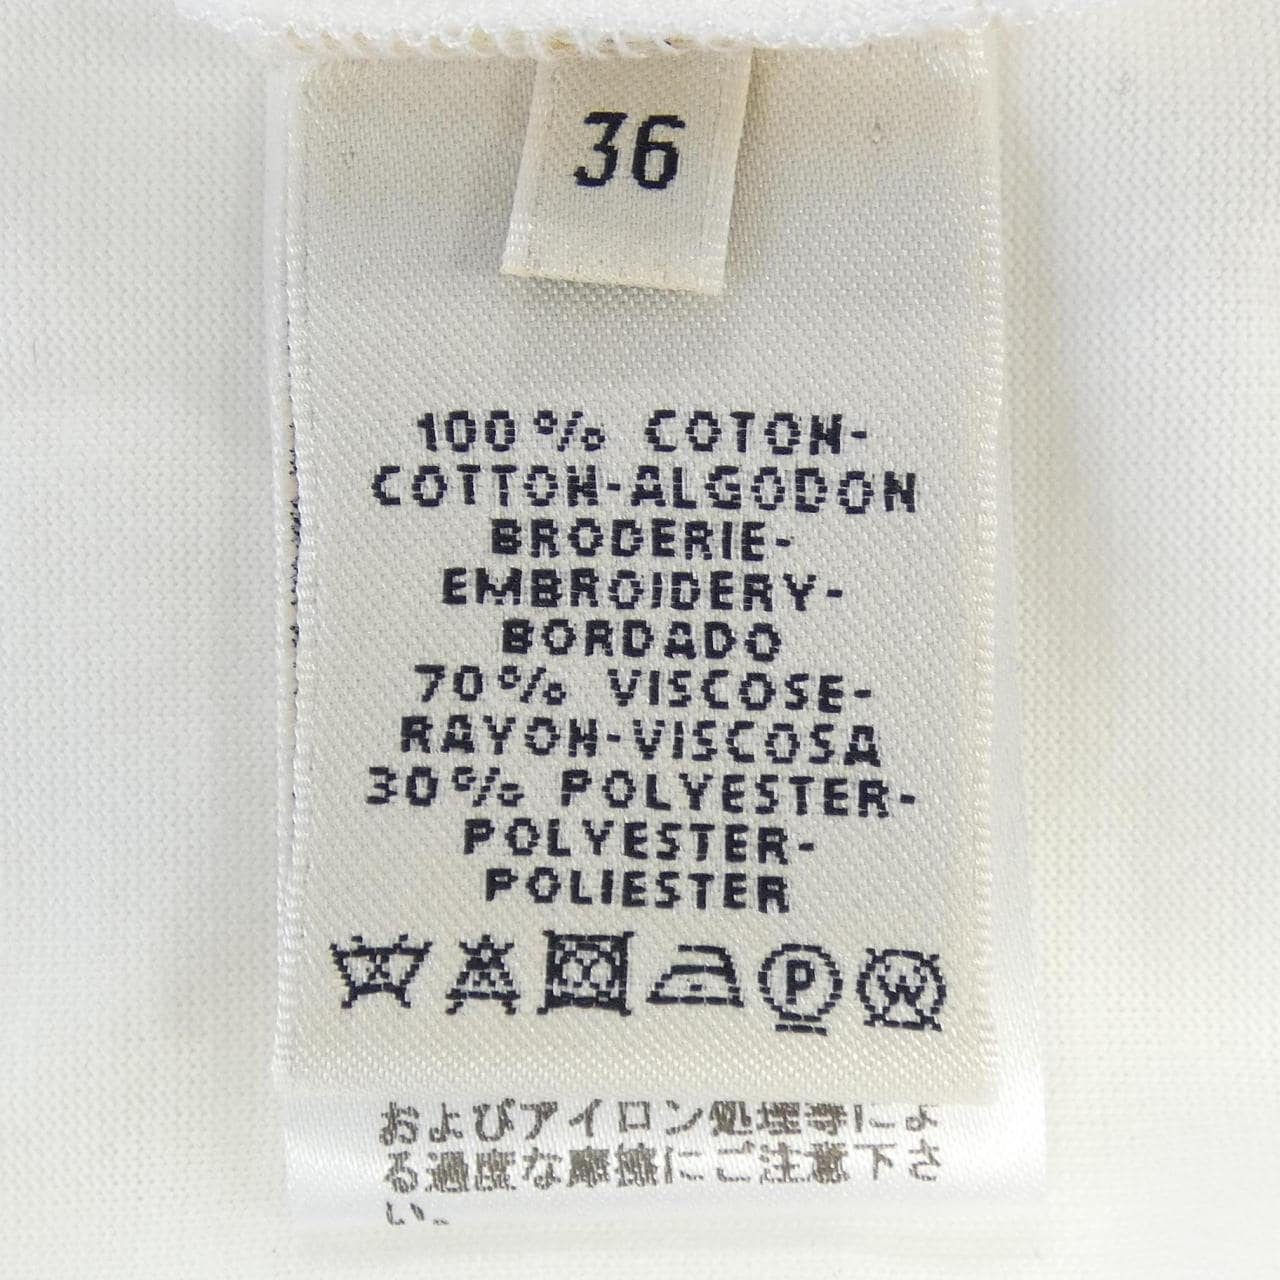 36
100% COTON-
COTTON-ALGODON
BRODERIE-
EMBROIDERY-
BORDADO
70% VISCOSE-
RAYON-VISCOSA
30% POLYESTER-
POLYESTER-
POLIESTER
P W
およびアイロン処理等によ
る過度な摩擦にご注意下さ
い。